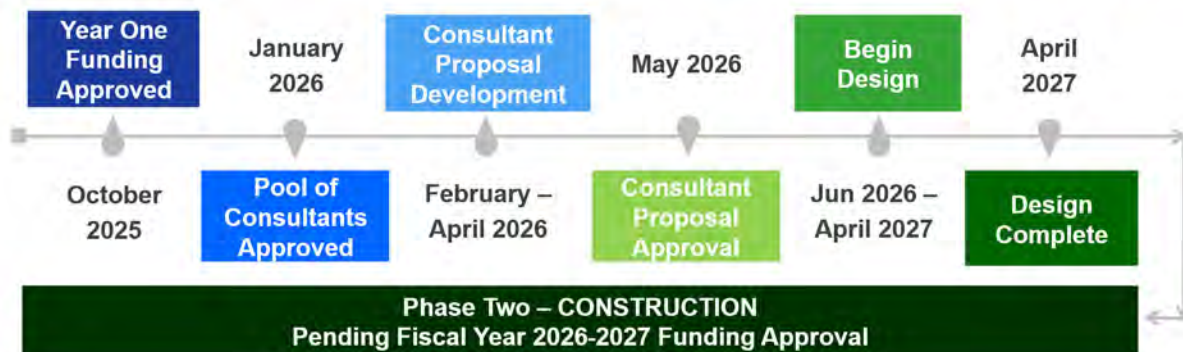 Year One
Funding
Approved
January
2026
Consultant
Proposal
Development
May 2026
Begin
Design
April
2027
October
2025
Pool of
Consultants
Approved
February –
April 2026
Consultant
Proposal
Approval
Jun 2026 –
April 2027
Design
Complete
Phase Two – CONSTRUCTION
Pending Fiscal Year 2026-2027 Funding Approval